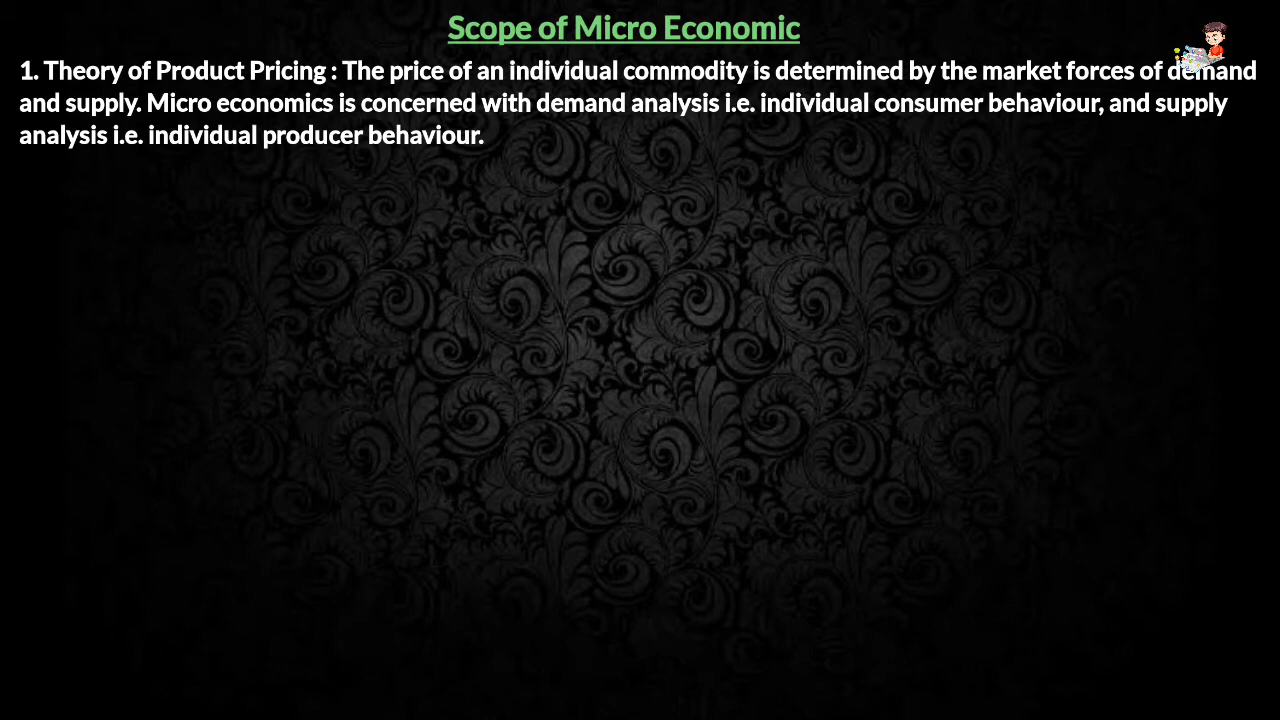 Scope of Micro Economic
1. Theory of Product Pricing : The price of an individual commodity is determined by the market forces of demand
and supply. Micro economics is concerned with demand analysis i.e. individual consumer behaviour, and supply
analysis i.e. individual producer behaviour.